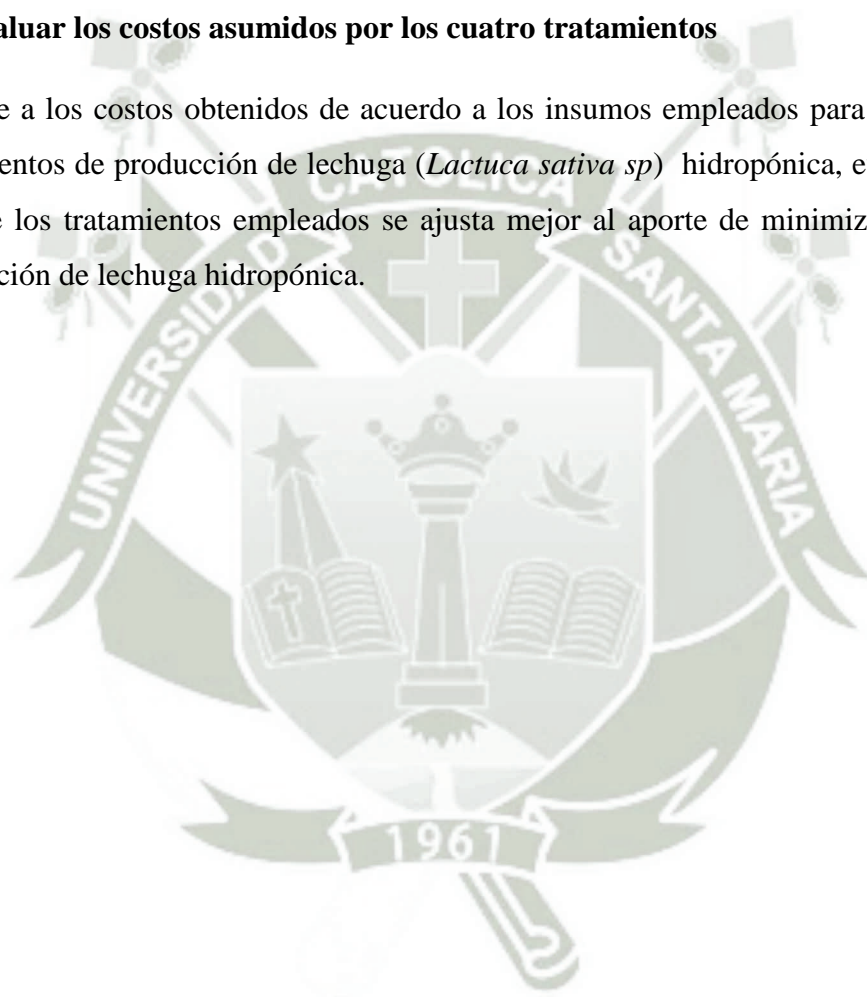 aluar los costos asumidos por los cuatro tratamientos
e a los costos obtenidos de acuerdo a los insumos empleados para
entos de producción de lechuga (Lactuca sativa sp) hidropónica, e
e los tratamientos empleados se ajusta mejor al aporte de minimiz
ción de lechuga hidropónica.
UNIVERSIDAD CATOLICA SANTA MARIA
1961